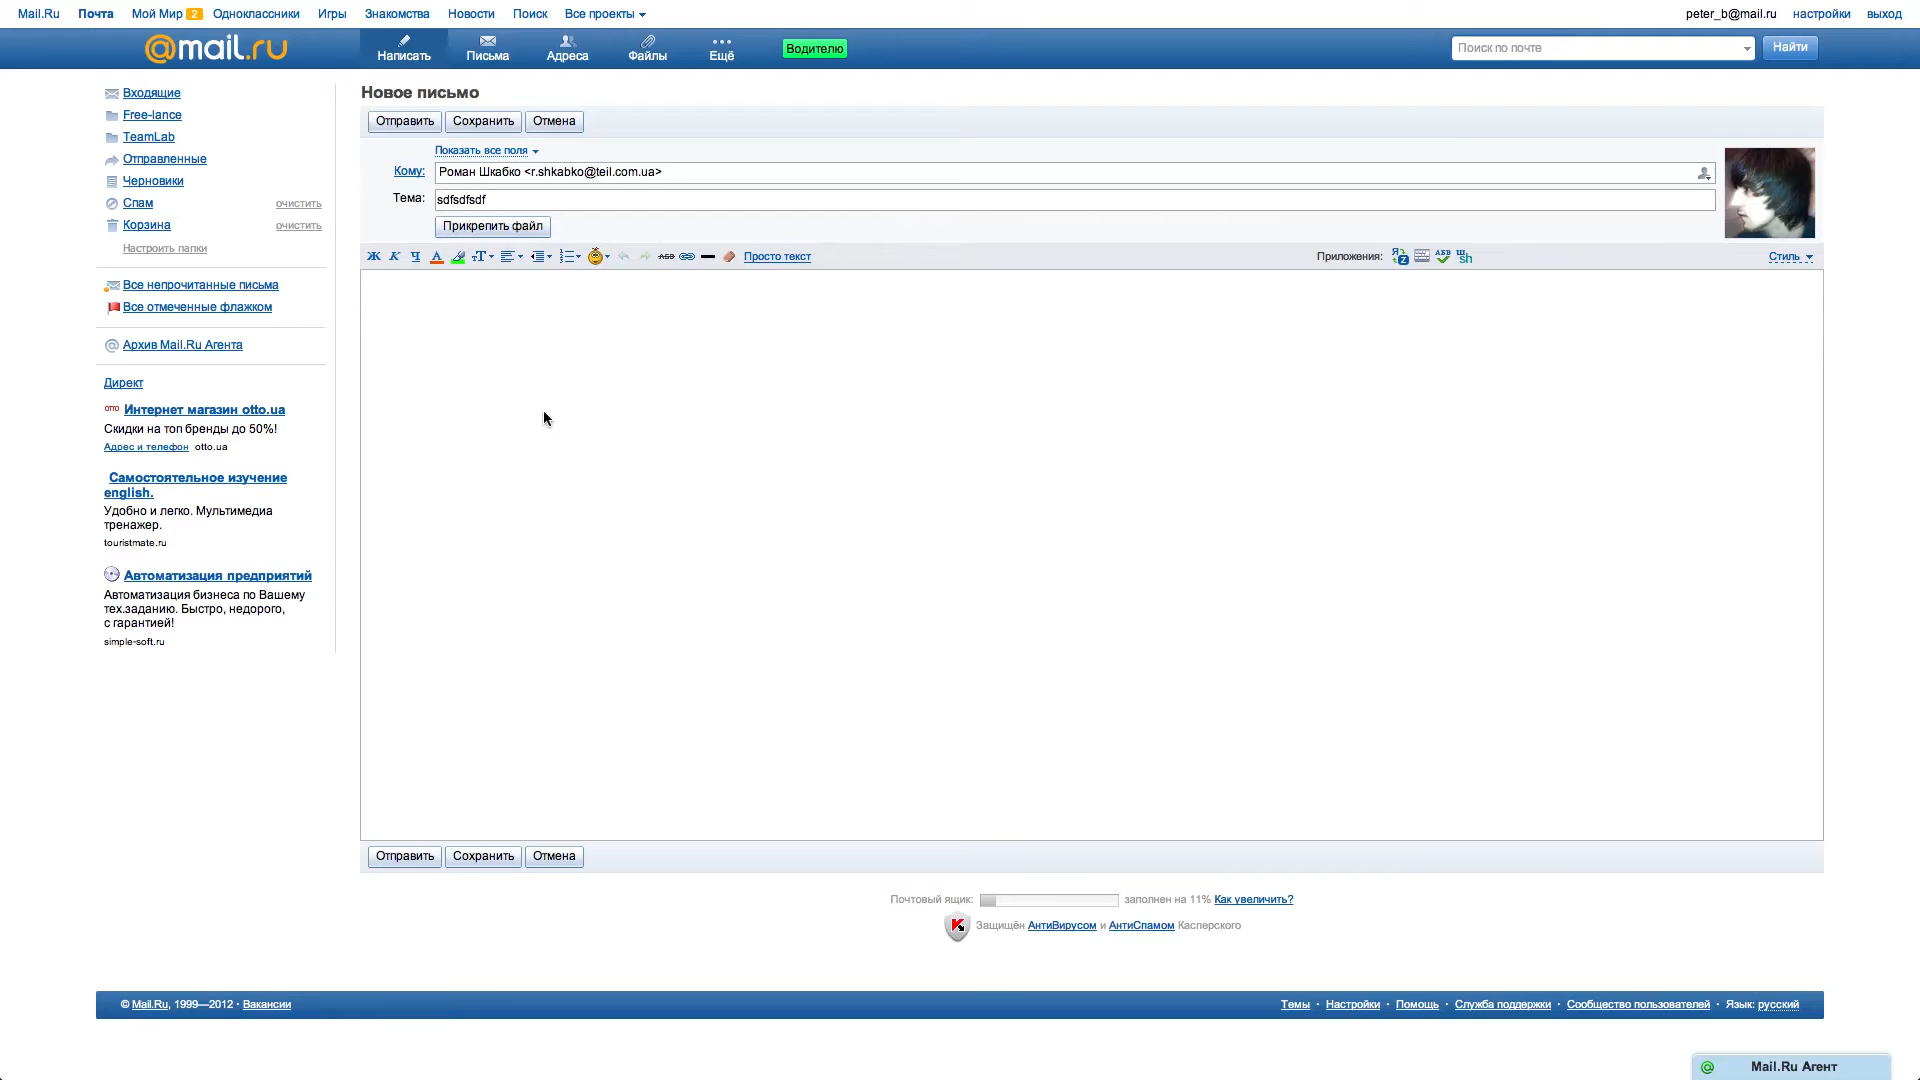 Mail.Ru Почта Мой Мир 2 Одноклассники Игры Знакомства Новости Поиск Все проекты peter_b@mail.ru настройки выход
@mail.ru Написать Письма Адреса Файлы Ещё Водителю Поиск по почте Найти
Входящие
Free-lance
TeamLab
Отправленные
Черновики
Спам очистить
Корзина очистить
Настроить папки
Все непрочитанные письма
Все отмеченные флажком
Архив Mail.Ru Агента
Директ
отто Интернет магазин otto.ua
Скидки на топ бренды до 50%!
Адрес и телефон otto.ua
Самостоятельное изучение
english.
Удобно и легко. Мультимедиа
тренажер.
touristmate.ru
Автоматизация предприятий
Автоматизация бизнеса по Вашему
тех.заданию. Быстро, недорого,
с гарантией!
simple-soft.ru
Новое письмо
Отправить Сохранить Отмена
Показать все поля
Кому: Роман Шкабко <r.shkabko@teil.com.ua>
Тема: sdfsdfsdf
Прикрепить файл
Ж К Ч А тТ АБВ Просто текст Приложения: Я Z АБВ Ш sh Стиль
Отправить Сохранить Отмена
Почтовый ящик: заполнен на 11% Как увеличить?
Защищён АнтиВирусом и АнтиСпамом Касперского
© Mail.Ru, 1999—2012 · Вакансии Темы · Настройки · Помощь · Служба поддержки · Сообщество пользователей · Язык: русский
@ Mail.Ru Агент